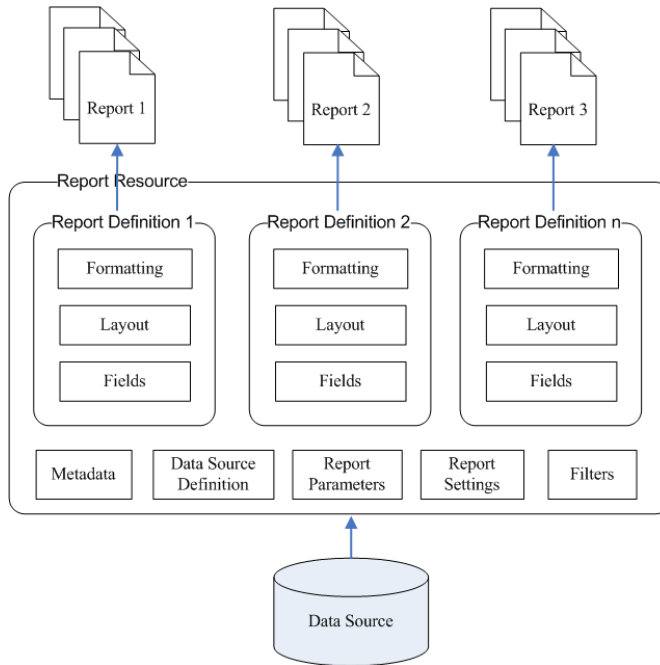 Report 1
Report 2
Report 3
Report Resource
Report Definition 1
Report Definition 2
Report Definition n
Formatting
Formatting
Formatting
Layout
Layout
Layout
Fields
Fields
Fields
Metadata
Data Source
Definition
Report
Parameters
Report
Settings
Filters
Data Source